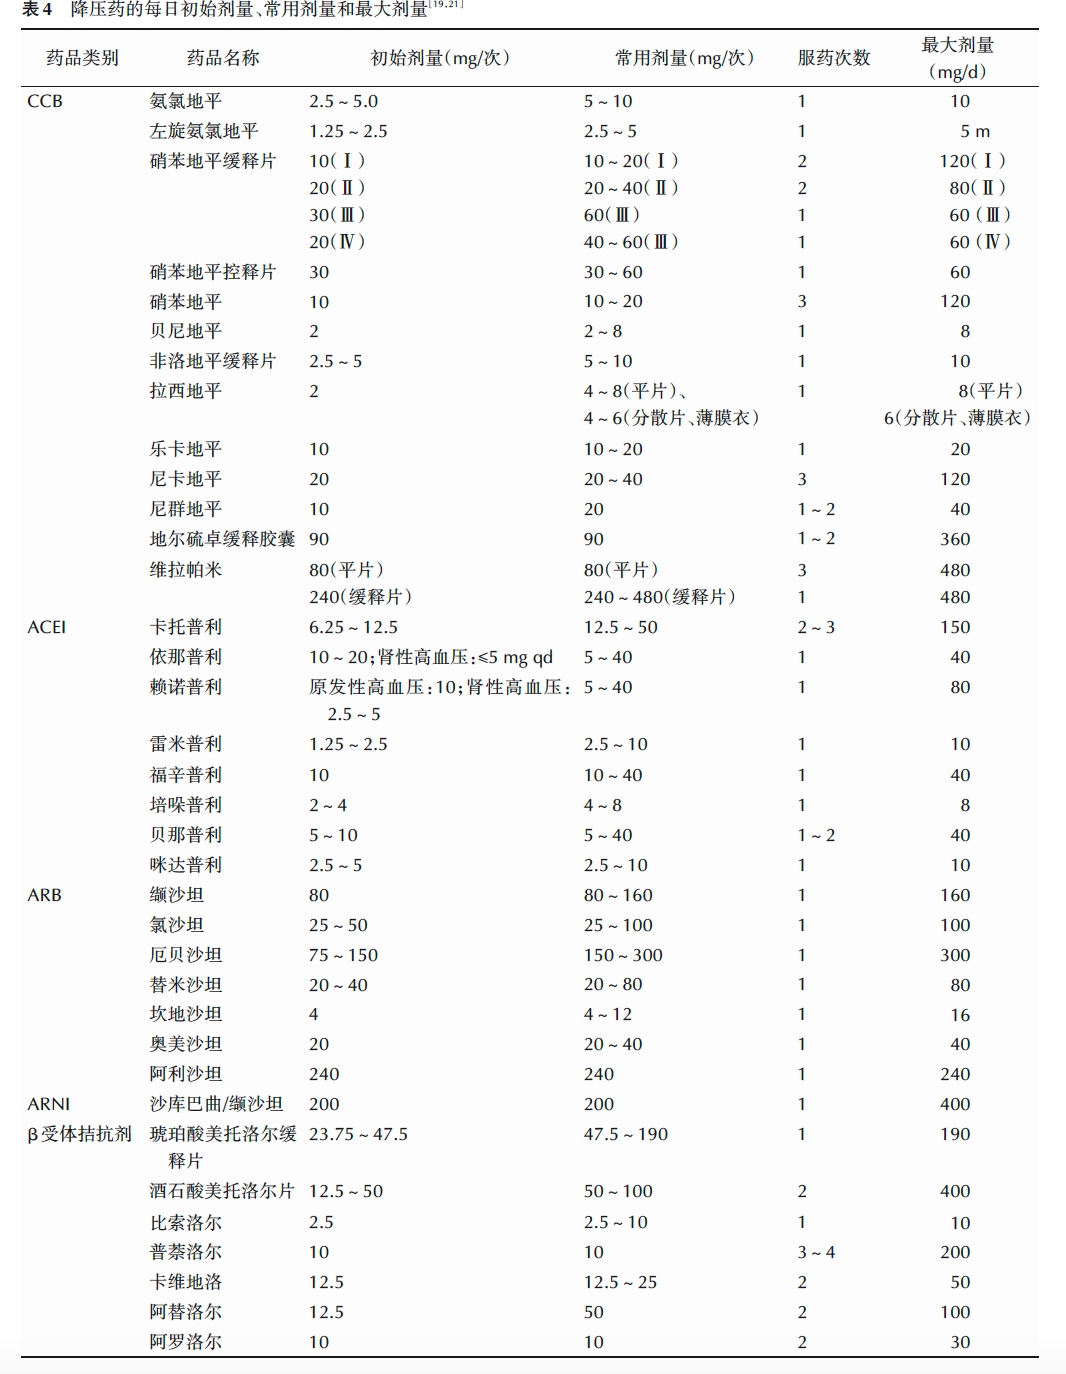 表 4 降压药的每日初始剂量、常用剂量和最大剂量[19,21]
药品类别 药品名称 初始剂量(mg/次) 常用剂量(mg/次) 服药次数 最大剂量(mg/d)
CCB 氨氯地平 2.5~5.0 5~10 1 10
左旋氨氯地平 1.25~2.5 2.5~5 1 5 m
硝苯地平缓释片 10(Ⅰ) 10~20(Ⅰ) 2 120(Ⅰ)
20(Ⅱ) 20~40(Ⅱ) 2 80(Ⅱ)
30(Ⅲ) 60(Ⅲ) 1 60 (Ⅲ)
20(Ⅳ) 40~60(Ⅲ) 1 60 (Ⅳ)
硝苯地平控释片 30 30~60 1 60
硝苯地平 10 10~20 3 120
贝尼地平 2 2~8 1 8
非洛地平缓释片 2.5~5 5~10 1 10
拉西地平 2 4~8(平片)、 1 8(平片)
4~6(分散片、薄膜衣) 6(分散片、薄膜衣)
乐卡地平 10 10~20 1 20
尼卡地平 20 20~40 3 120
尼群地平 10 20 1~2 40
地尔硫卓缓释胶囊 90 90 1~2 360
维拉帕米 80(平片) 80(平片) 3 480
240(缓释片) 240~480(缓释片) 1 480
ACEI 卡托普利 6.25~12.5 12.5~50 2~3 150
依那普利 10~20;肾性高血压:≤5 mg qd 5~40 1 40
赖诺普利 原发性高血压:10;肾性高血压: 5~40 1 80
2.5~5
雷米普利 1.25~2.5 2.5~10 1 10
福辛普利 10 10~40 1 40
培哚普利 2~4 4~8 1 8
贝那普利 5~10 5~40 1~2 40
咪达普利 2.5~5 2.5~10 1 10
ARB 缬沙坦 80 80~160 1 160
氯沙坦 25~50 25~100 1 100
厄贝沙坦 75~150 150~300 1 300
替米沙坦 20~40 20~80 1 80
坎地沙坦 4 4~12 1 16
奥美沙坦 20 20~40 1 40
阿利沙坦 240 240 1 240
ARNI 沙库巴曲/缬沙坦 200 200 1 400
β受体拮抗剂 琥珀酸美托洛尔缓 23.75~47.5 47.5~190 1 190
释片
酒石酸美托洛尔片 12.5~50 50~100 2 400
比索洛尔 2.5 2.5~10 1 10
普萘洛尔 10 10 3~4 200
卡维地洛 12.5 12.5~25 2 50
阿替洛尔 12.5 50 2 100
阿罗洛尔 10 10 2 30